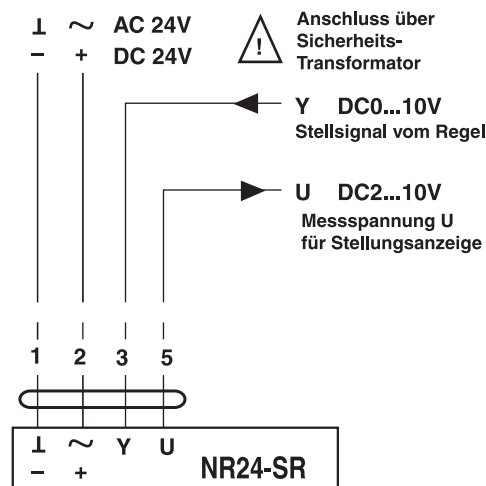 ⊥ ~ AC 24V
− + DC 24V
!
Anschluss über
Sicherheits-
Transformator
Y DC0...10V
Stellsignal vom Regel
U DC2...10V
Messspannung U
für Stellungsanzeige
1 2 3 5
⊥ ~ Y U
− +
NR24-SR